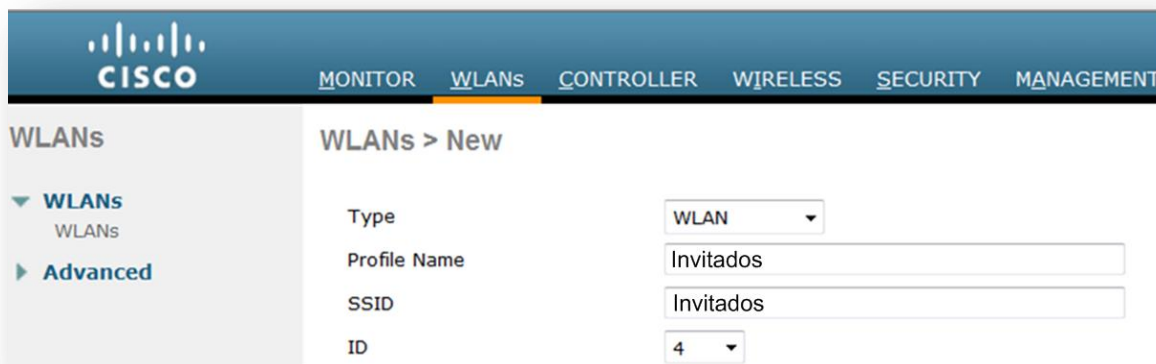 CISCO
MONITOR WLANs CONTROLLER WIRELESS SECURITY MANAGEMENT
WLANs
WLANs
WLANs
Advanced
WLANs > New
Type WLAN
Profile Name Invitados
SSID Invitados
ID 4